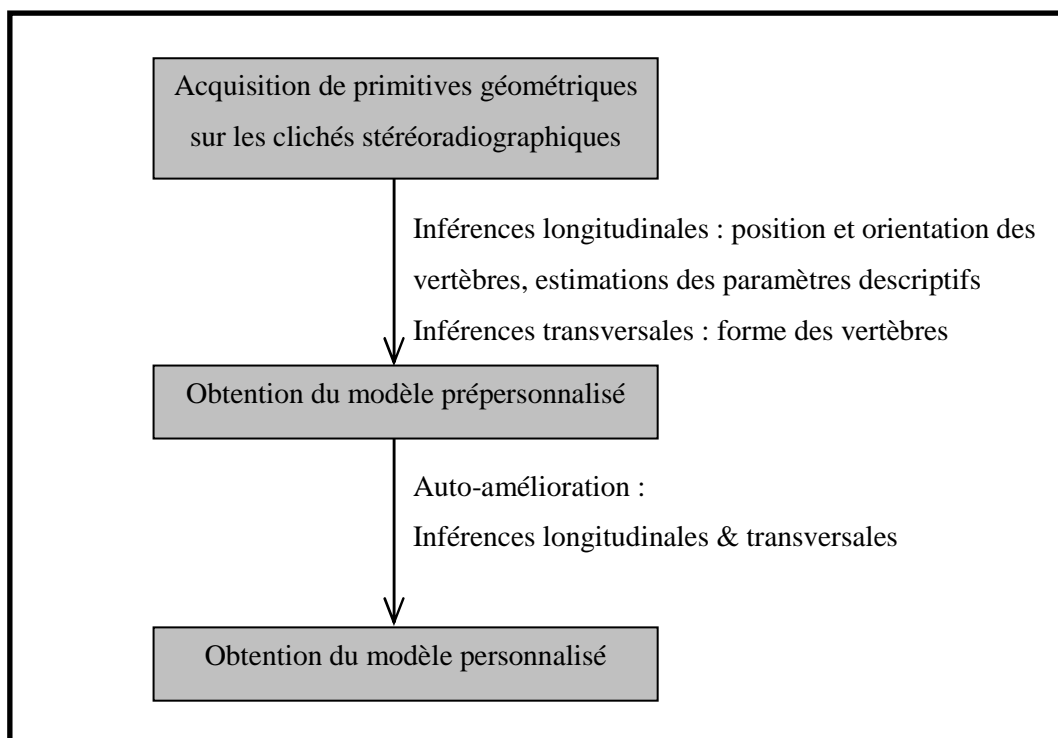 Acquisition de primitives géométriques
sur les clichés stéréoradiographiques
Inférences longitudinales : position et orientation des
vertèbres, estimations des paramètres descriptifs
Inférences transversales : forme des vertèbres
Obtention du modèle prépersonnalisé
Auto-amélioration :
Inférences longitudinales & transversales
Obtention du modèle personnalisé